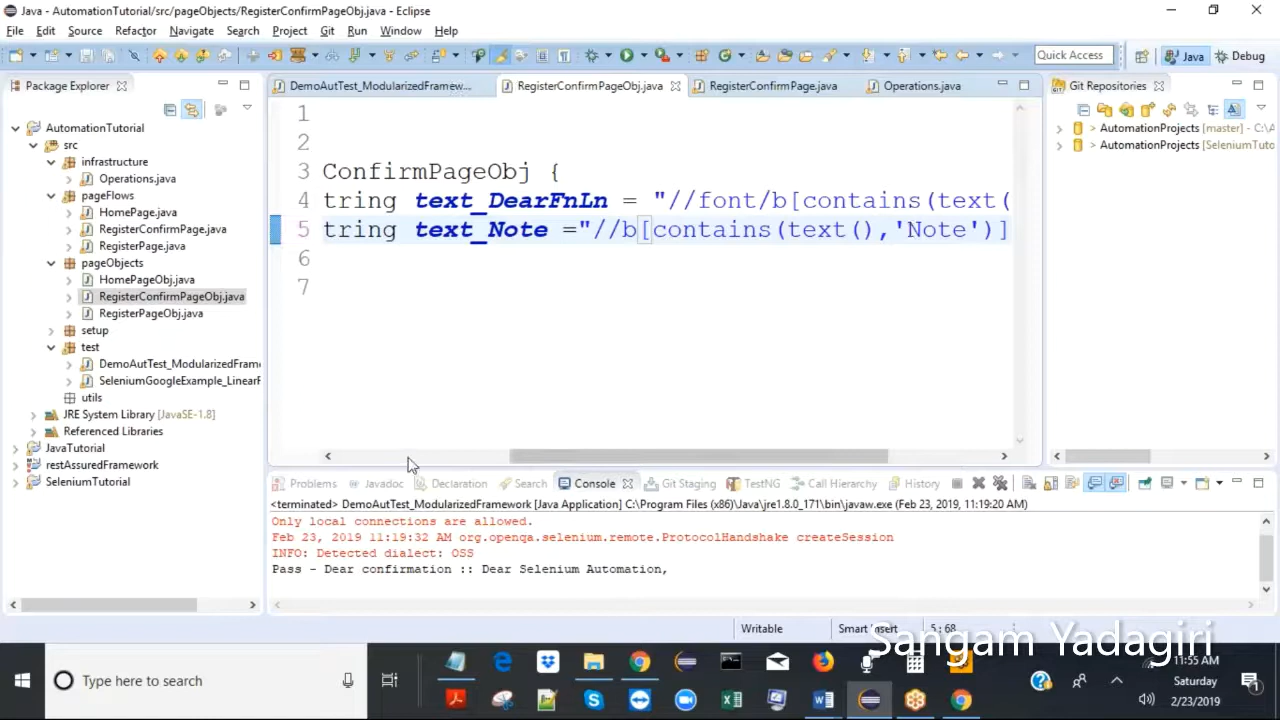 Java - AutomationTutorial/src/pageObjects/RegisterConfirmPageObj.java - Eclipse
File Edit Source Refactor Navigate Search Project Git Run Window Help
Quick Access
Java
Debug
Package Explorer
DemoAutTest_ModularizedFramew...
RegisterConfirmPageObj.java
RegisterConfirmPage.java
Operations.java
Git Repositories
AutomationTutorial
src
infrastructure
Operations.java
pageFlows
HomePage.java
RegisterConfirmPage.java
RegisterPage.java
pageObjects
HomePageObj.java
RegisterConfirmPageObj.java
RegisterPageObj.java
setup
test
DemoAutTest_ModularizedFram
SeleniumGoogleExample_LinearF
utils
JRE System Library [JavaSE-1.8]
Referenced Libraries
JavaTutorial
restAssuredFramework
SeleniumTutorial
1
2
3 ConfirmPageObj {
4 tring text_DearFnLn = "//font/b[contains(text(
5 tring text_Note ="//b[contains(text(),'Note')]
6
7
> AutomationProjects [master] - C:\A
> AutomationProjects [SeleniumTuto
Problems Javadoc Declaration Search Console Git Staging TestNG Call Hierarchy History
<terminated> DemoAutTest_ModularizedFramework [Java Application] C:\Program Files (x86)\Java\jre1.8.0_171\bin\javaw.exe (Feb 23, 2019, 11:19:20 AM)
Only local connections are allowed.
Feb 23, 2019 11:19:32 AM org.openqa.selenium.remote.ProtocolHandshake createSession
INFO: Detected dialect: OSS
Pass - Dear confirmation :: Dear Selenium Automation,
Writable
Smart Insert
5 : 68
Sangam Yadagiri
Type here to search
11:55 AM
Saturday
2/23/2019